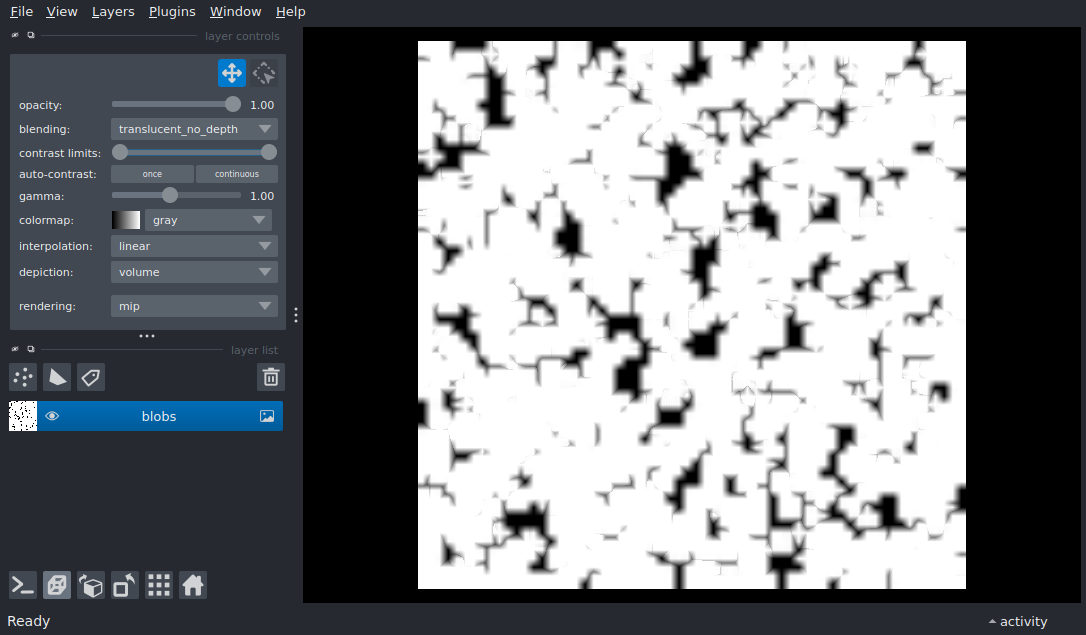 File View Layers Plugins Window Help
layer controls
opacity: 1.00
blending: translucent_no_depth
contrast limits:
auto-contrast: once continuous
gamma: 1.00
colormap: gray
interpolation: linear
depiction: volume
rendering: mip
layer list
blobs
Ready activity